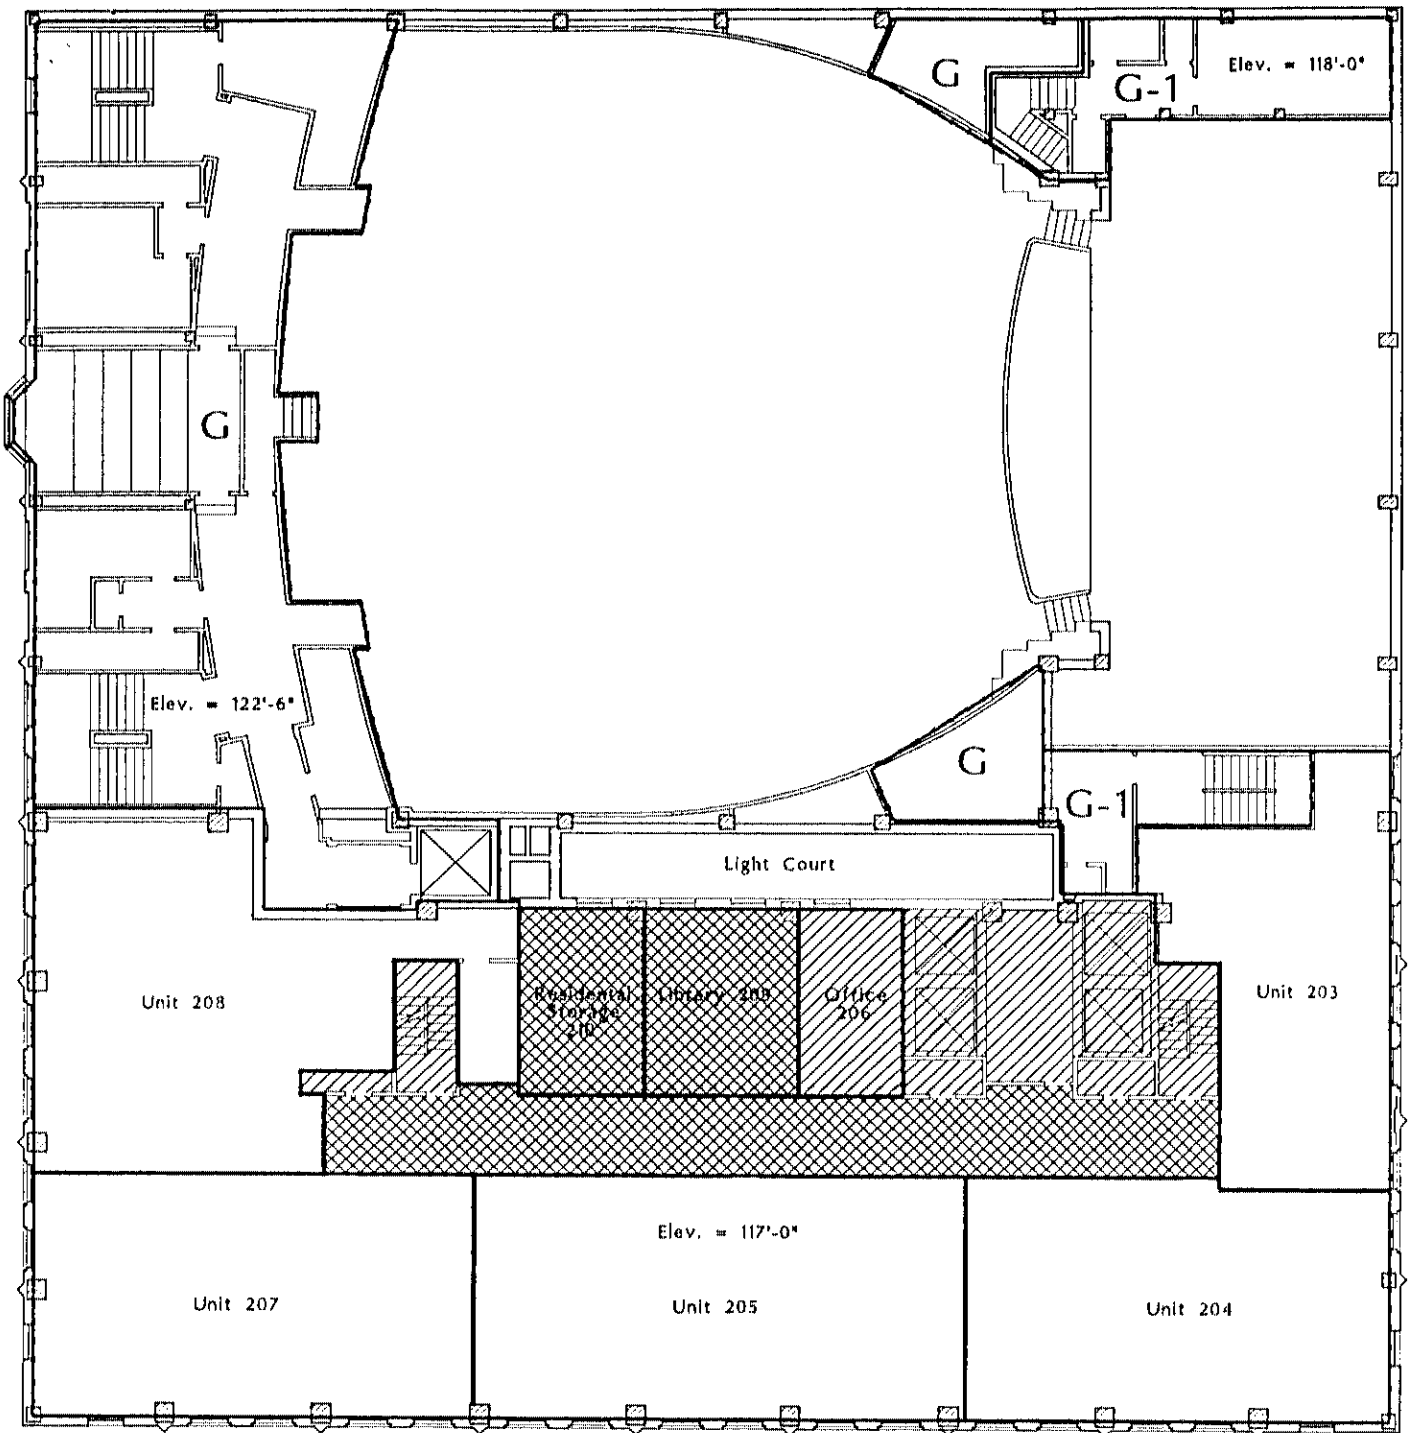 G
G-1
Elev. = 118'-0"
G
Elev. = 122'-6"
G
G-1
Light Court
Unit 208
Residental
Storage
210
Library 209
Office
206
Unit 203
Elev. = 117'-0"
Unit 207
Unit 205
Unit 204